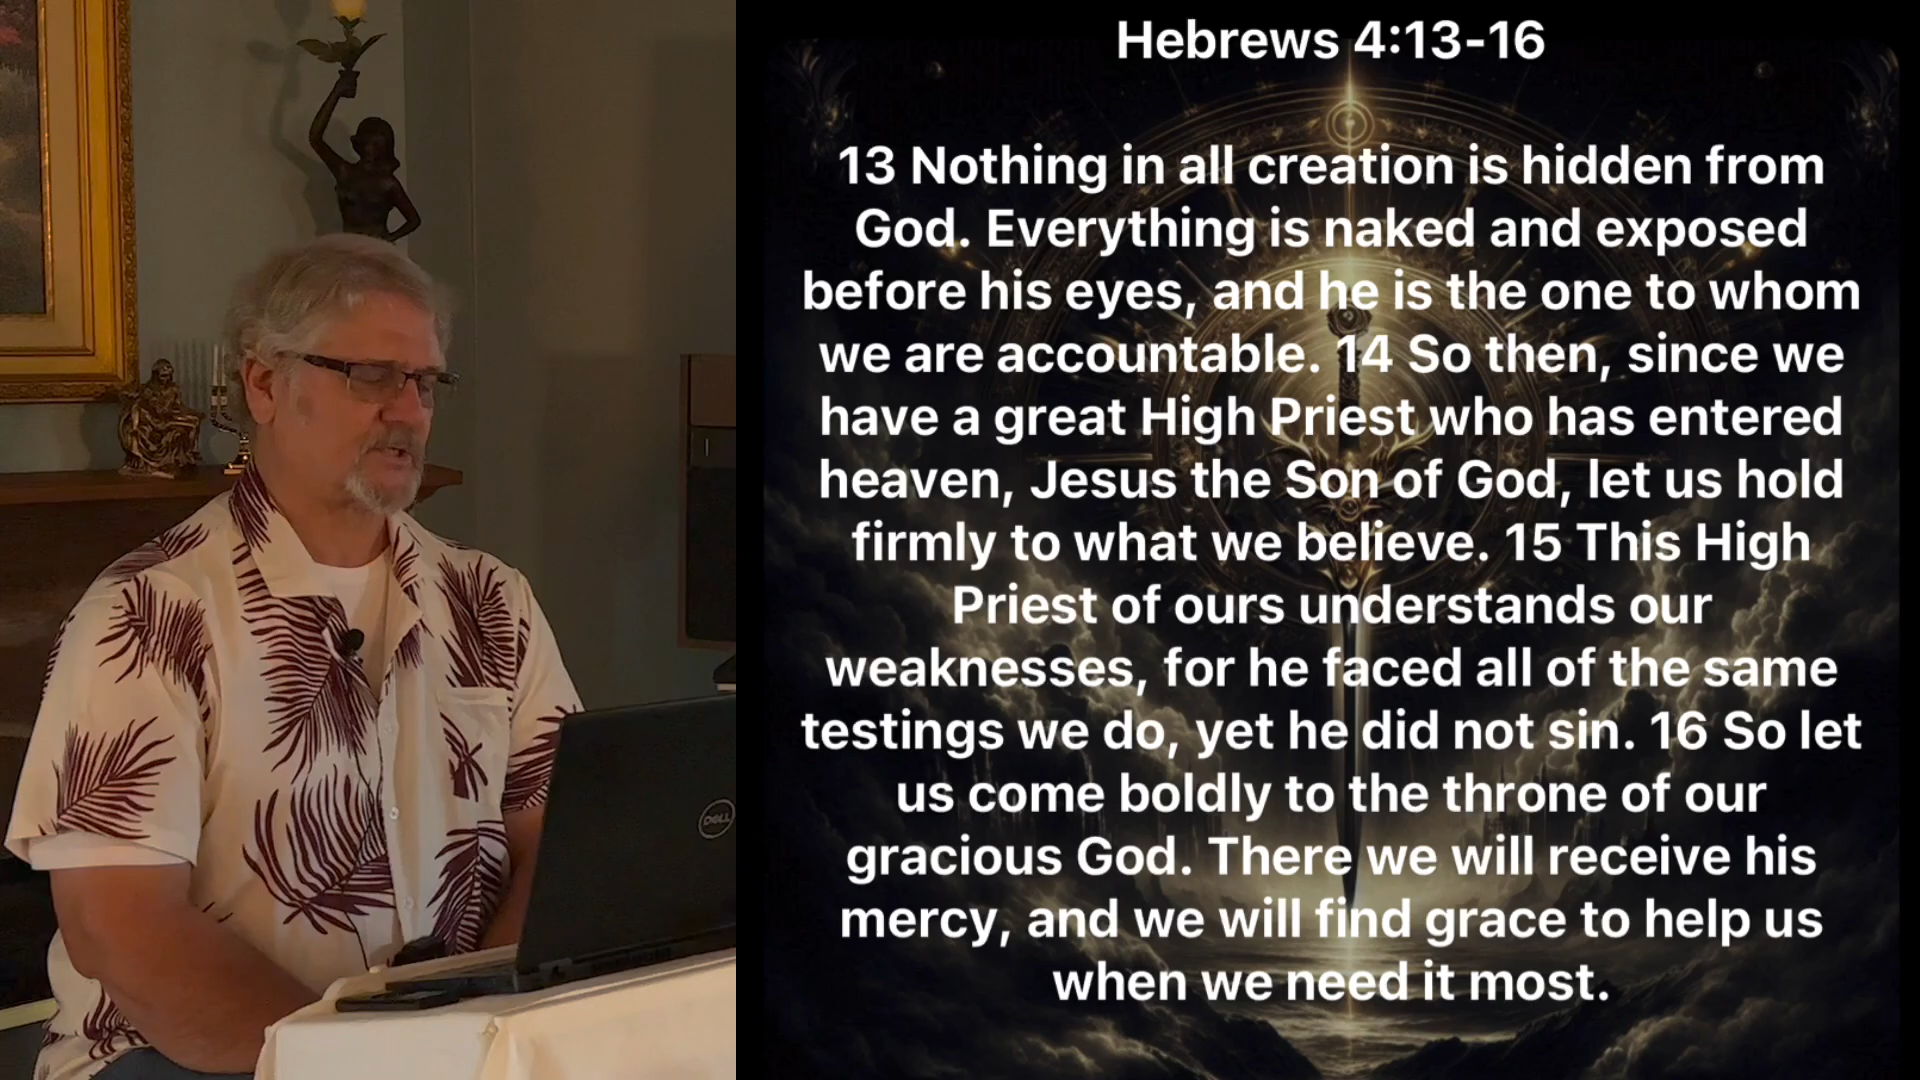 Hebrews 4:13-16
13 Nothing in all creation is hidden from
God. Everything is naked and exposed
before his eyes, and he is the one to whom
we are accountable. 14 So then, since we
have a great High Priest who has entered
heaven, Jesus the Son of God, let us hold
firmly to what we believe. 15 This High
Priest of ours understands our
weaknesses, for he faced all of the same
testings we do, yet he did not sin. 16 So let
us come boldly to the throne of our
gracious God. There we will receive his
mercy, and we will find grace to help us
when we need it most.
DELL